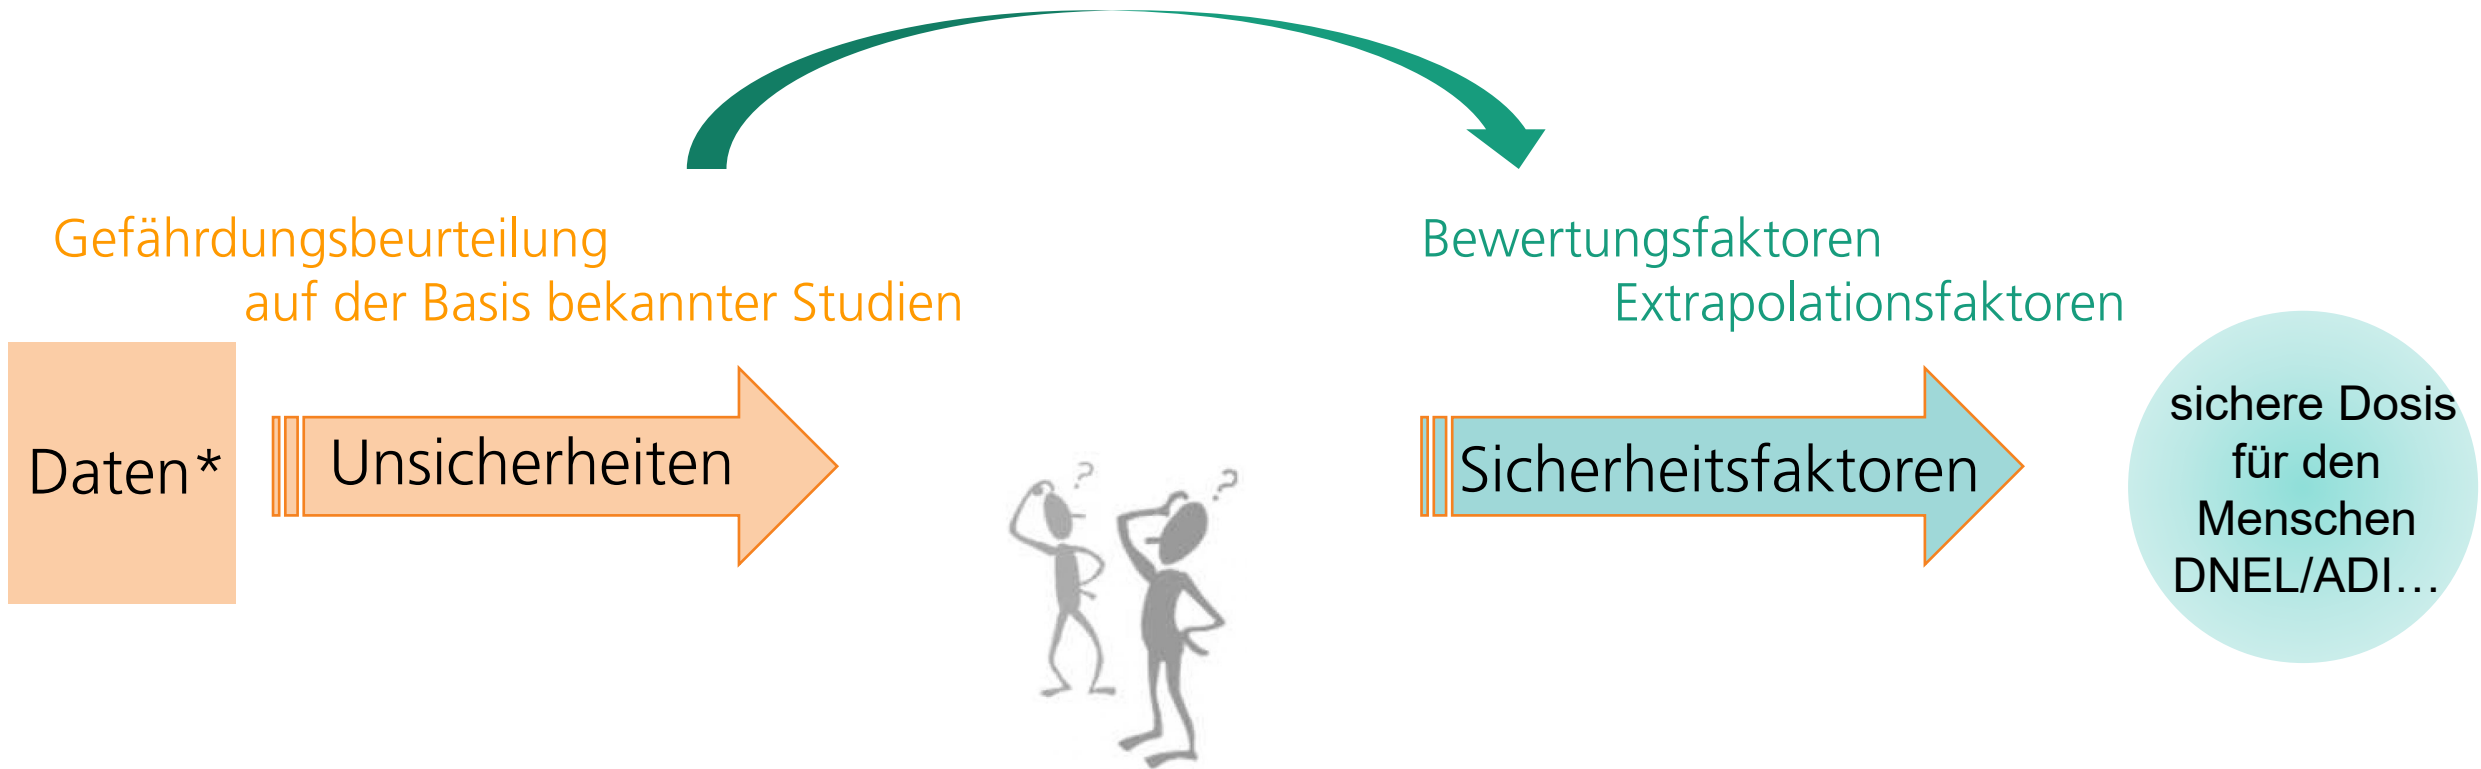 Gefährdungsbeurteilung
auf der Basis bekannter Studien
Bewertungsfaktoren
Extrapolationsfaktoren
Daten*
Unsicherheiten
? ?
Sicherheitsfaktoren
sichere Dosis
für den
Menschen
DNEL/ADI…